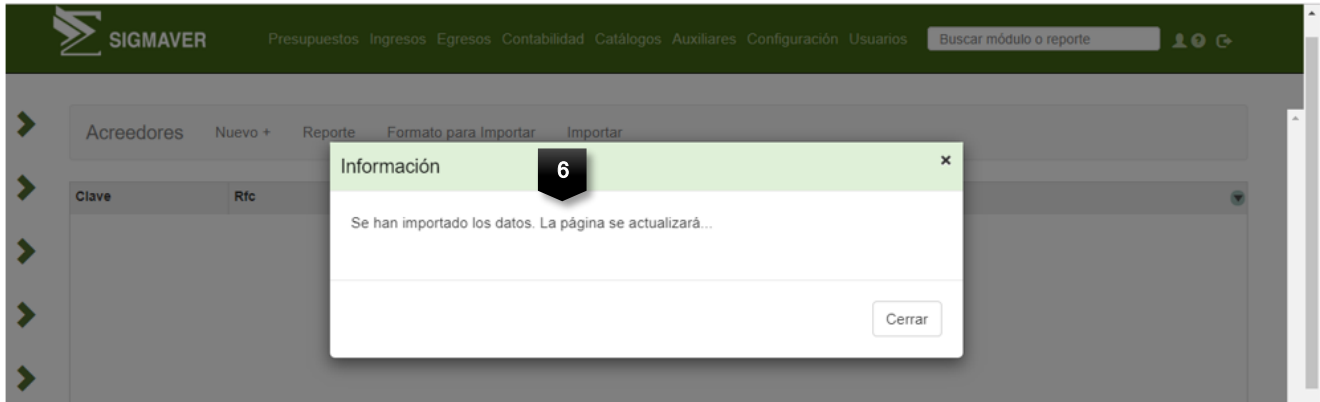 SIGMAVER Presupuestos Ingresos Egresos Contabilidad Catálogos Auxiliares Configuración Usuarios Buscar módulo o reporte
Acreedores Nuevo + Reporte Formato para Importar Importar
Información
6
Clave Rfc
Se han importado los datos. La página se actualizará...
Cerrar